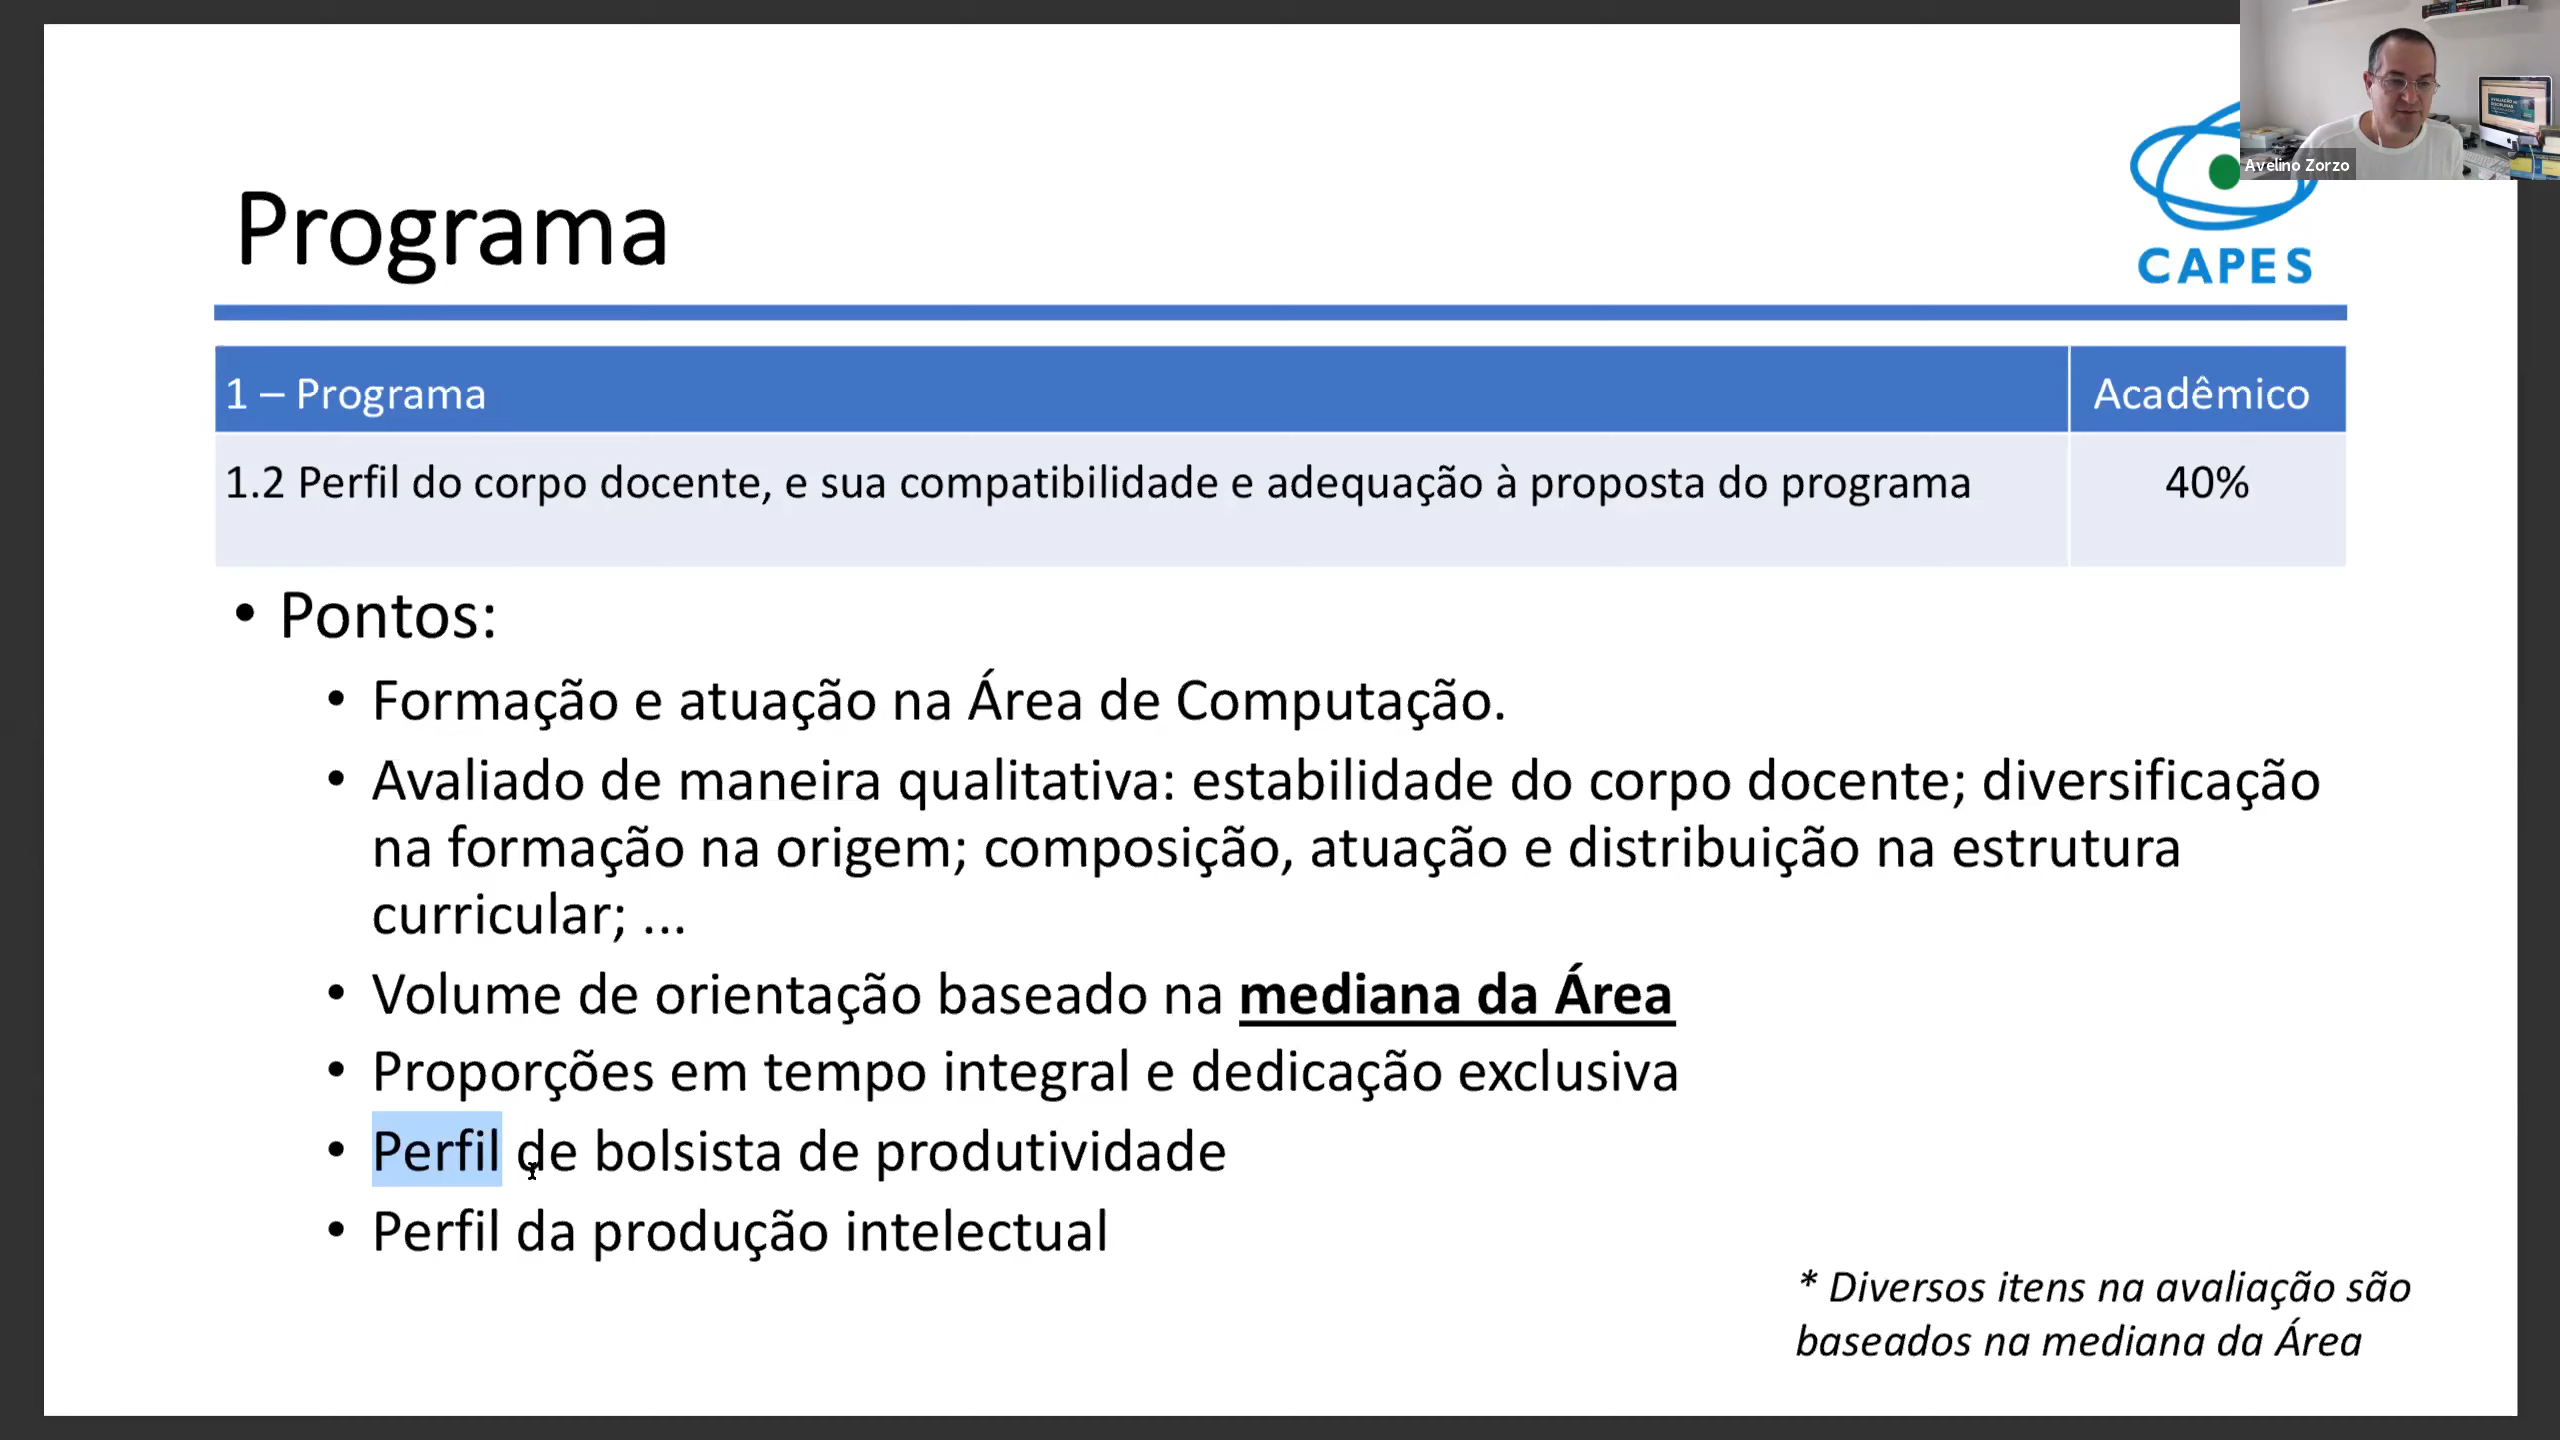 Avelino Zorzo
CAPES
Programa
1 – Programa
Acadêmico
1.2 Perfil do corpo docente, e sua compatibilidade e adequação à proposta do programa
40%
• Pontos:
• Formação e atuação na Área de Computação.
• Avaliado de maneira qualitativa: estabilidade do corpo docente; diversificação
na formação na origem; composição, atuação e distribuição na estrutura
curricular; ...
• Volume de orientação baseado na mediana da Área
• Proporções em tempo integral e dedicação exclusiva
• Perfil de bolsista de produtividade
• Perfil da produção intelectual
* Diversos itens na avaliação são
baseados na mediana da Área